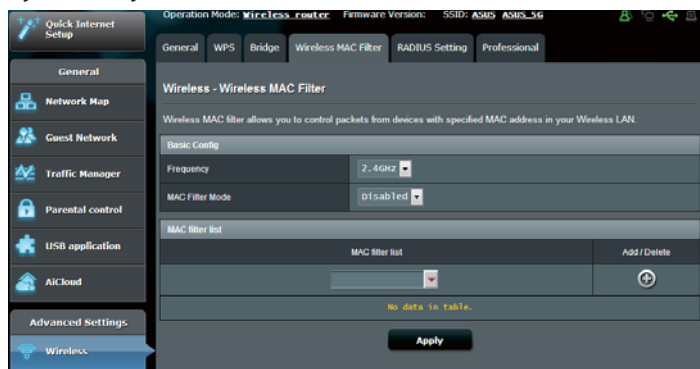 Quick Internet
Setup
Operation Mode: Wireless router Firmware Version: SSID: ASUS ASUS_5G
General WPS Bridge Wireless MAC Filter RADIUS Setting Professional
General
Network Map
Guest Network
Traffic Manager
Parental control
USB application
AiCloud
Advanced Settings
Wireless
Wireless - Wireless MAC Filter
Wireless MAC filter allows you to control packets from devices with specified MAC address in your Wireless LAN.
Basic Config
Frequency 2.4GHz
MAC Filter Mode Disabled
MAC filter list
MAC filter list Add / Delete
No data in table.
Apply